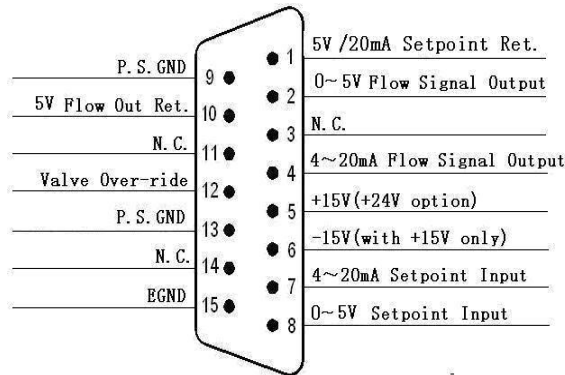 1 5V /20mA Setpoint Ret.
P.S.GND 9
0~5V Flow Signal Output
2
5V Flow Out Ret. 10
3 N.C.
N.C. 11
4 4~20mA Flow Signal Output
Valve Over-ride 12
5 +15V(+24V option)
P.S.GND 13
6 -15V(with +15V only)
N.C. 14
7 4~20mA Setpoint Input
EGND 15
8 0~5V Setpoint Input